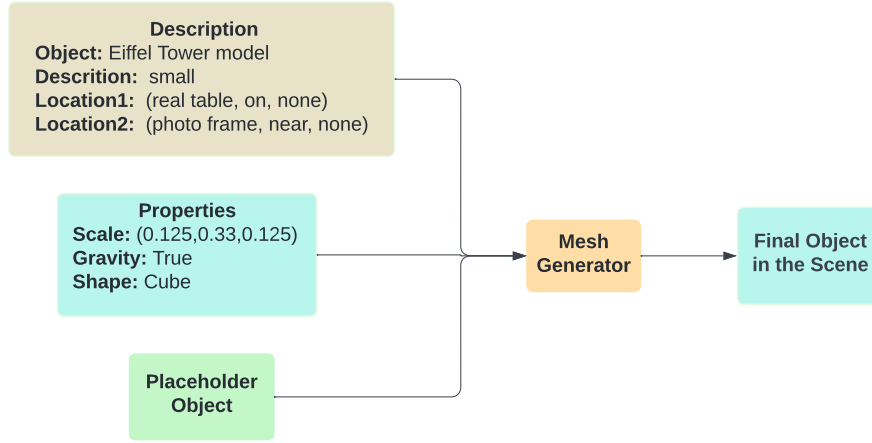 Description
Object: Eiffel Tower model
Descrition: small
Location1: (real table, on, none)
Location2: (photo frame, near, none)
Properties
Scale: (0.125,0.33,0.125)
Gravity: True
Shape: Cube
Placeholder
Object
Mesh
Generator
Final Object
in the Scene